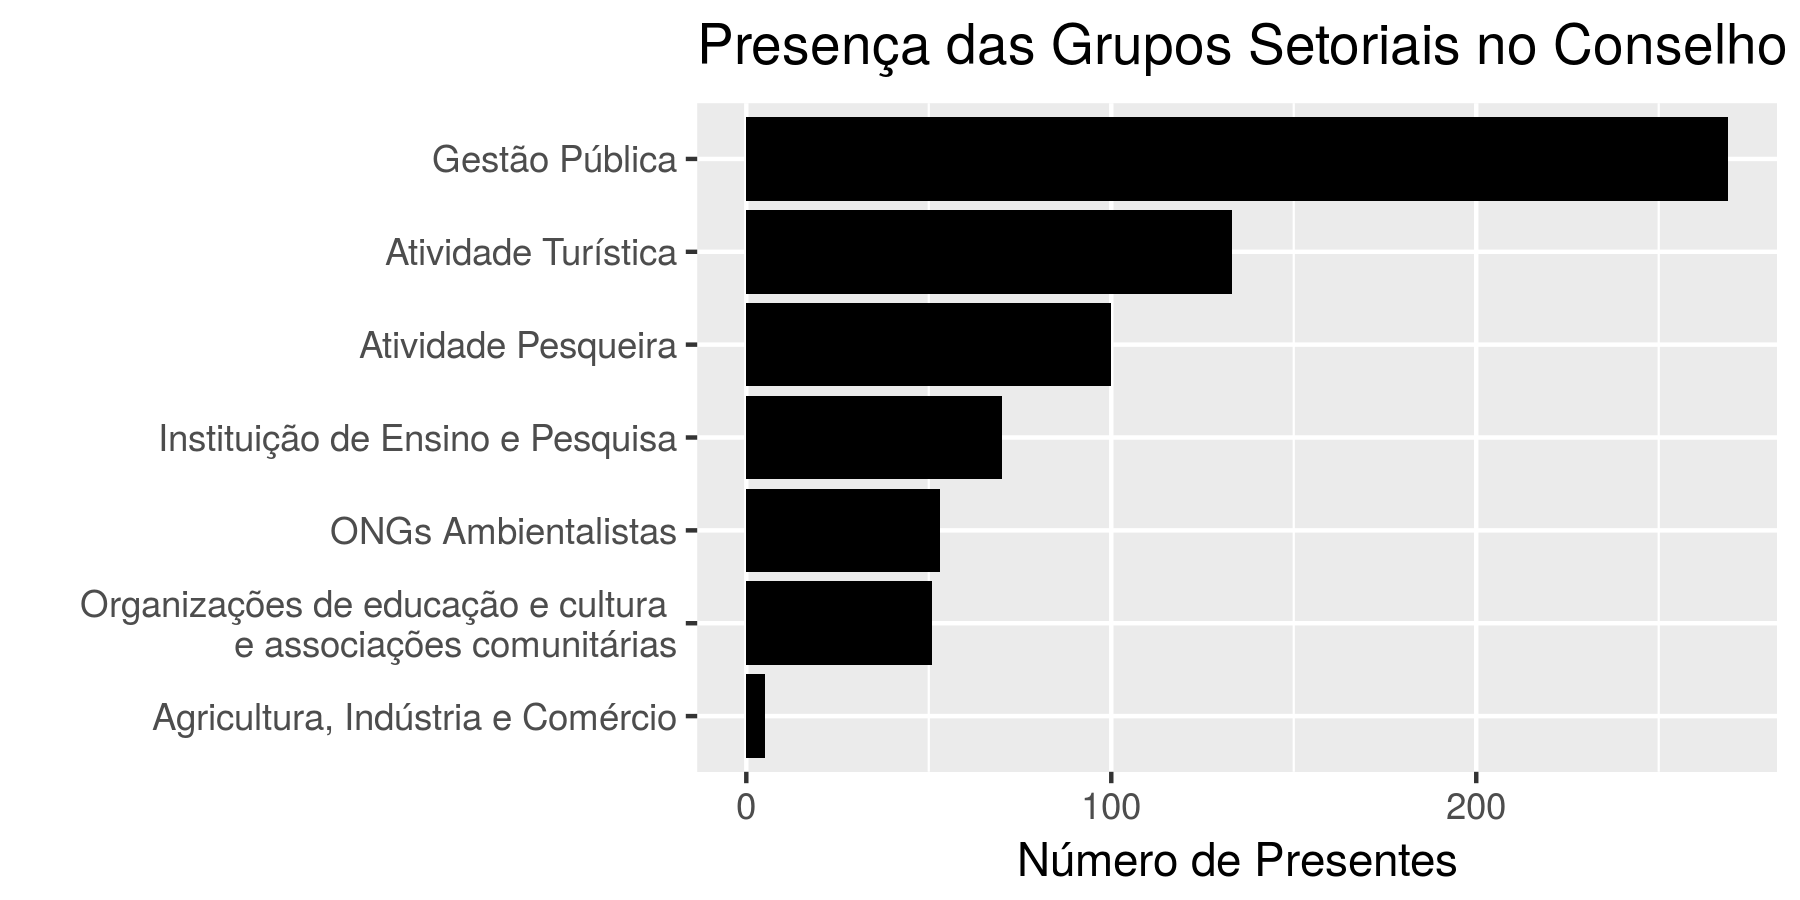 Presença das Grupos Setoriais no Conselho
Gestão Pública
Atividade Turística
Atividade Pesqueira
Instituição de Ensino e Pesquisa
ONGs Ambientalistas
Organizações de educação e cultura
e associações comunitárias
Agricultura, Indústria e Comércio
0 100 200
Número de Presentes